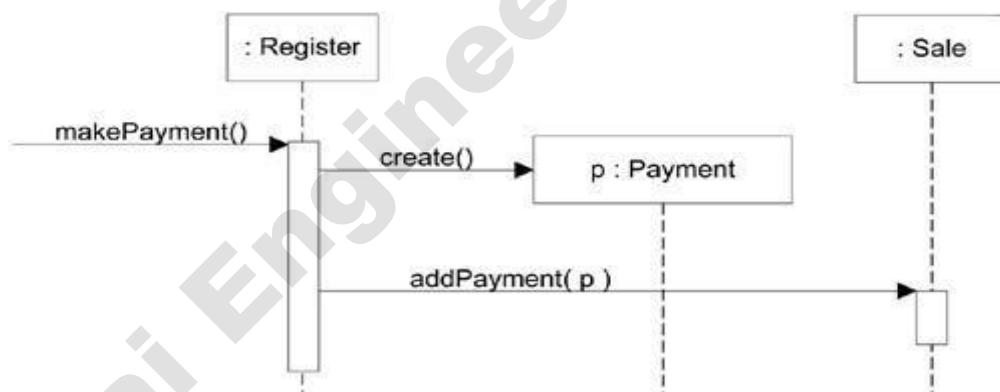 : Register
: Sale
makePayment()
create()
p : Payment
addPayment( p )